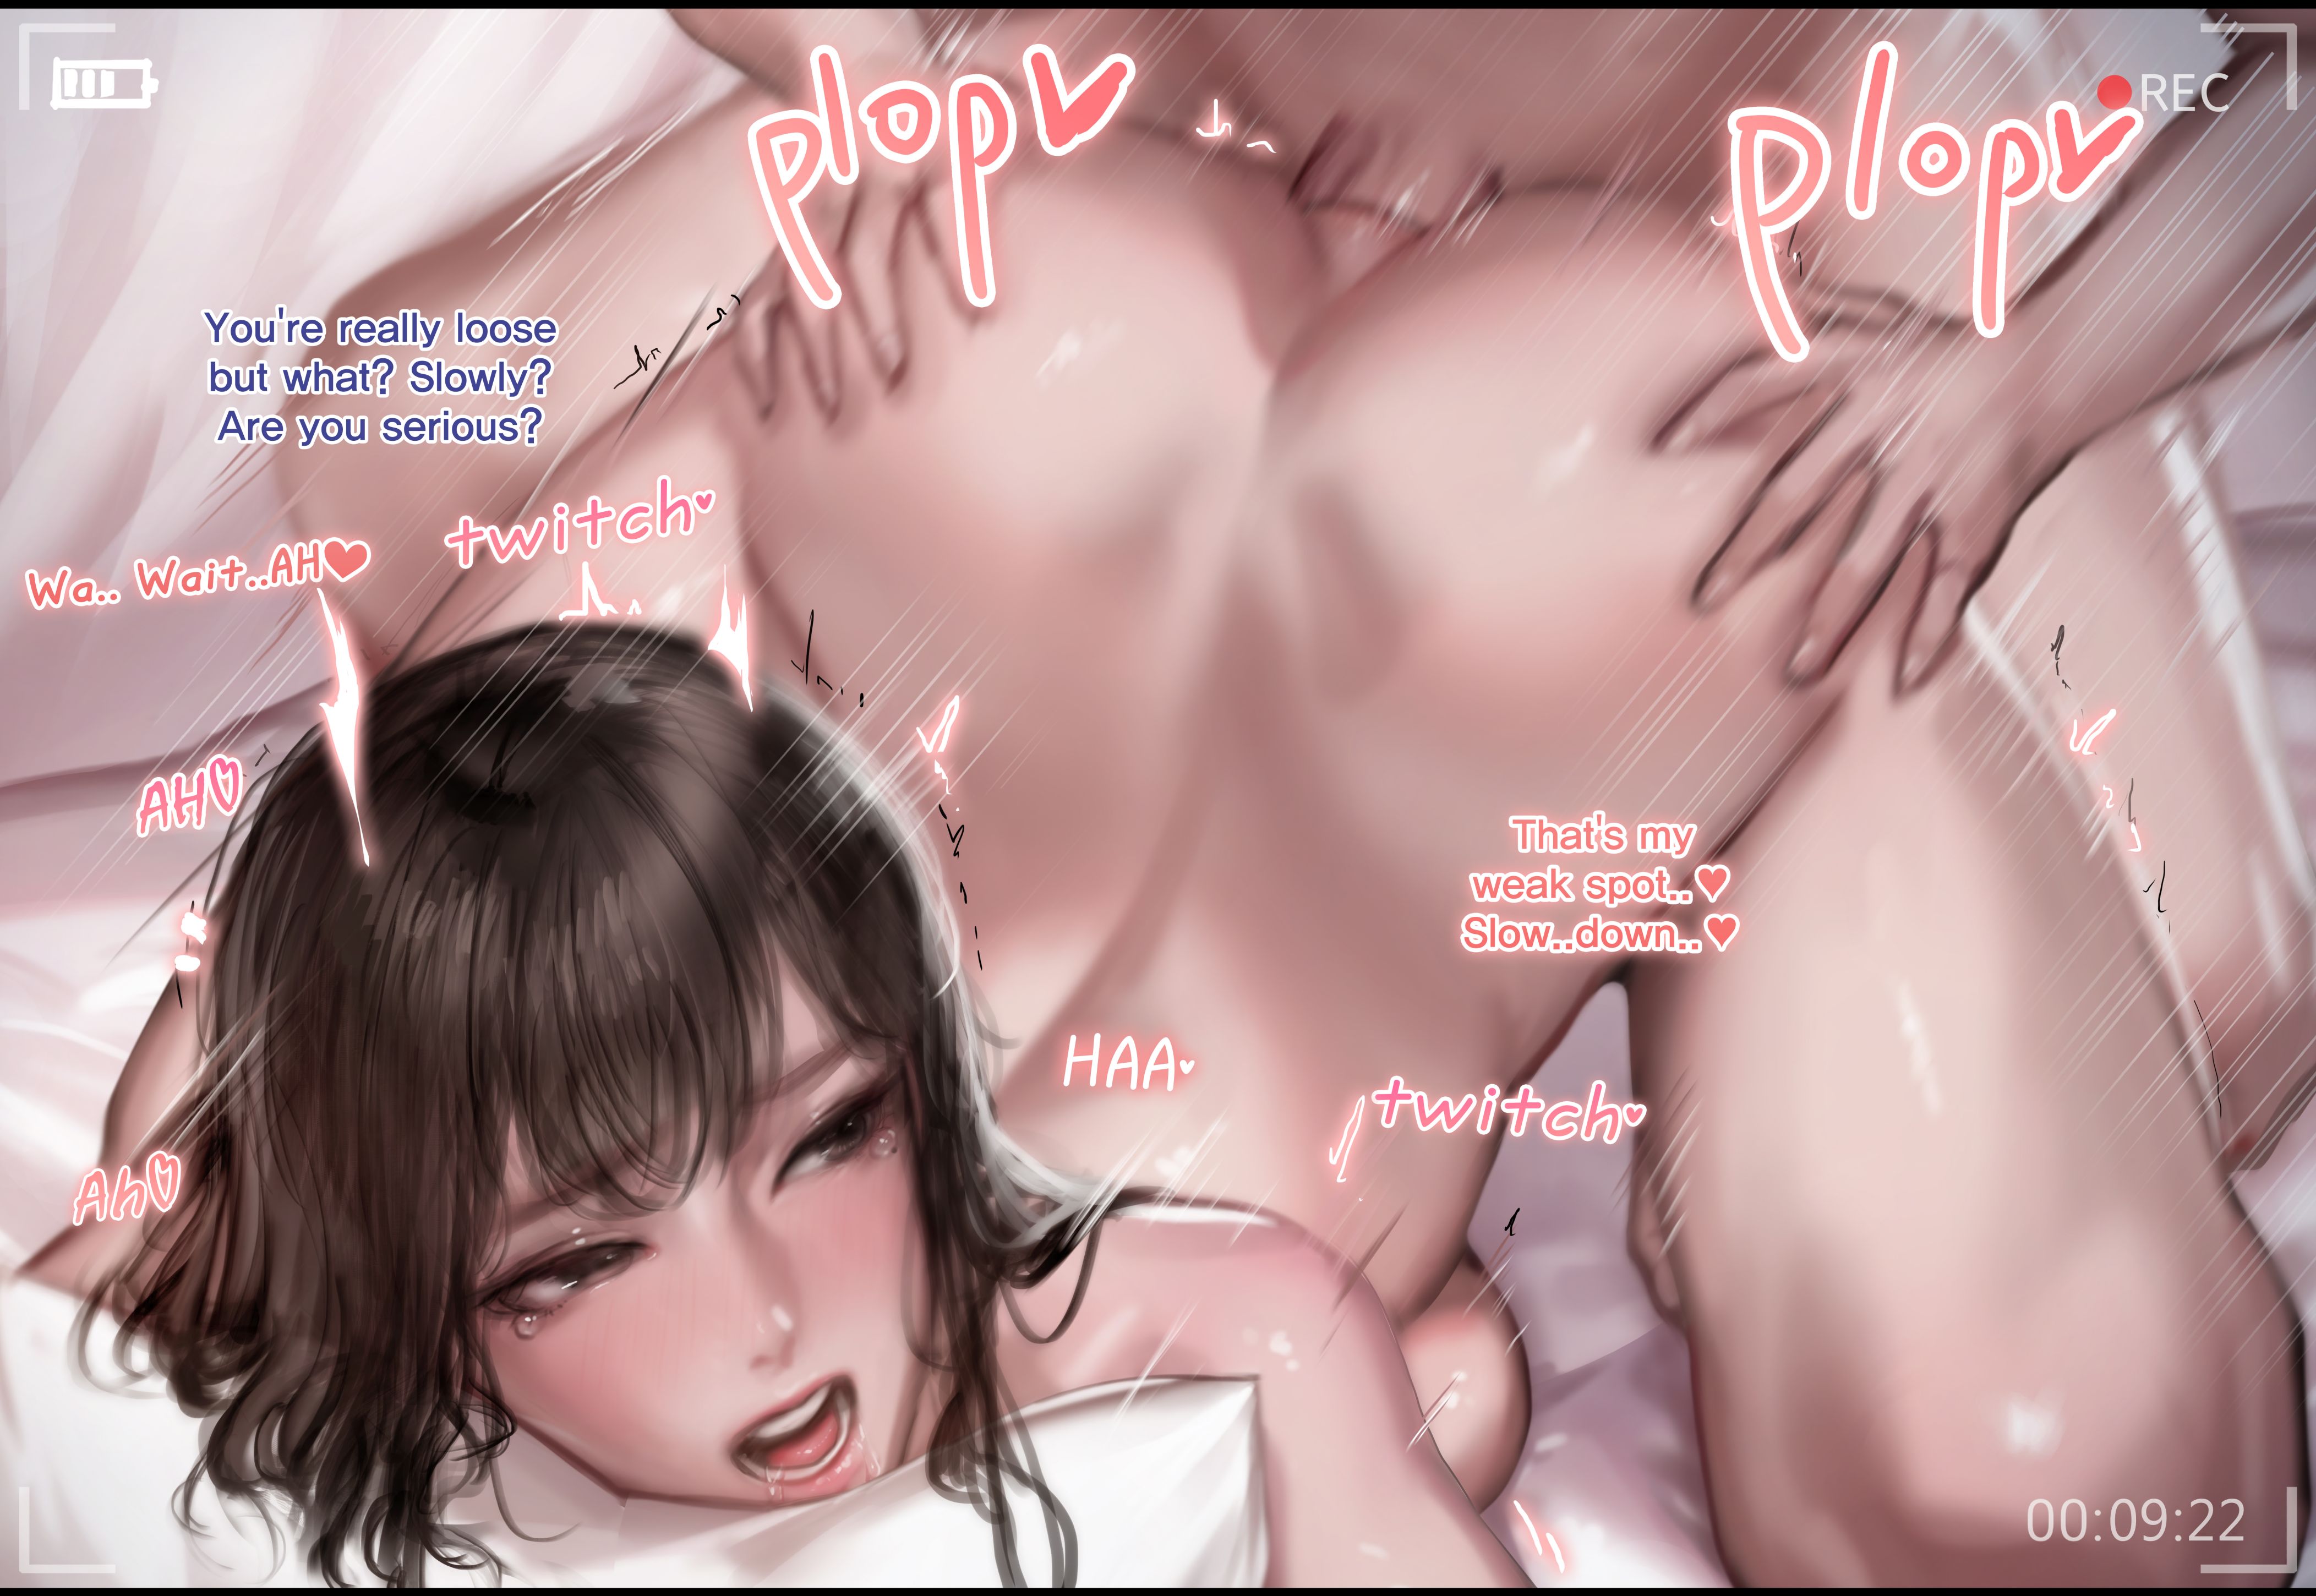 plop♥
plop♥
REC
You're really loose
but what? Slowly?
Are you serious?
twitch♥
Wa.. Wait..AH♥
AH♡
That's my
weak spot..♥
Slow..down..♥
HAA♥
twitch♥
Ah♡
00:09:22